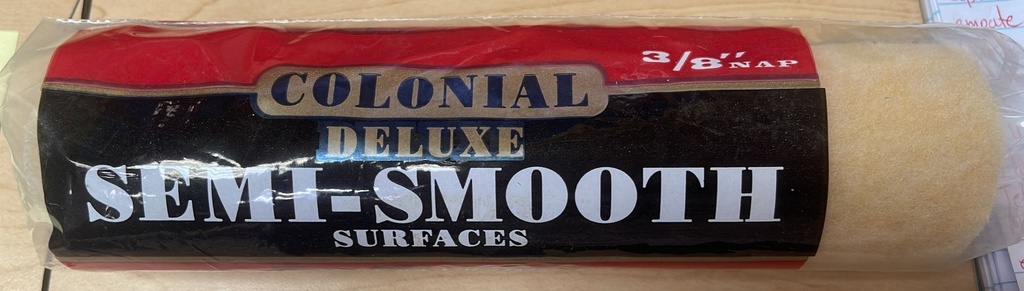 3/8" NAP
COLONIAL
DELUXE
SEMI-SMOOTH
SURFACES